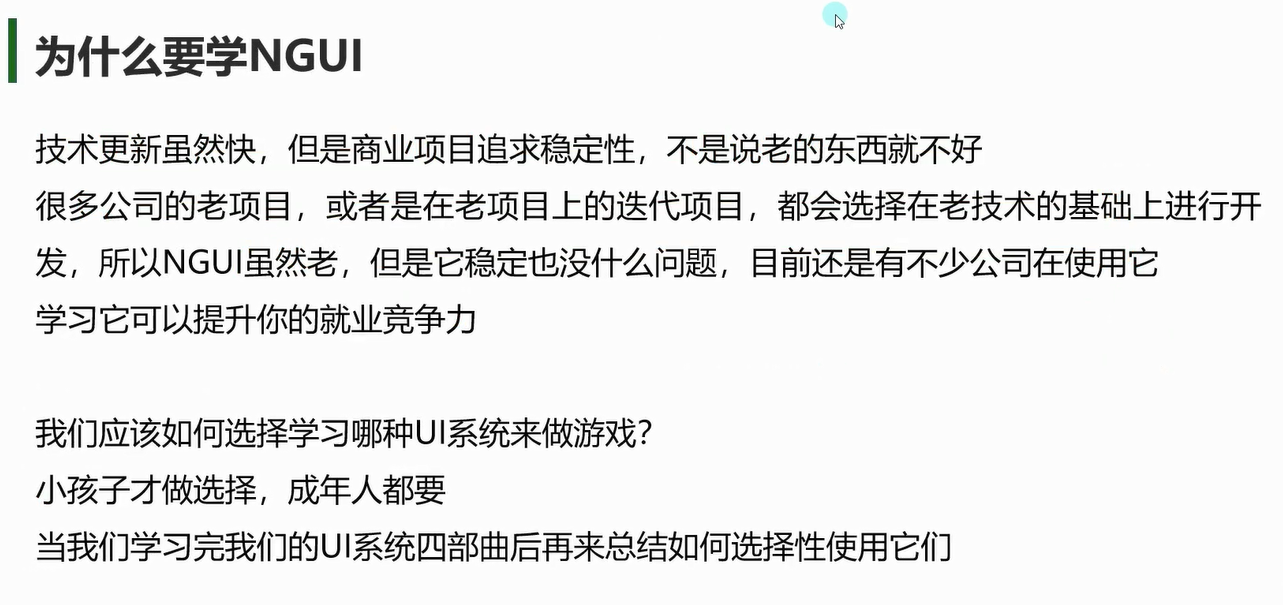 为什么要学NGUI
技术更新虽然快，但是商业项目追求稳定性，不是说老的东西就不好
很多公司的老项目，或者是在老项目上的迭代项目，都会选择在老技术的基础上进行开
发，所以NGUI虽然老，但是它稳定也没什么问题，目前还是有不少公司在使用它
学习它可以提升你的就业竞争力
我们应该如何选择学习哪种UI系统来做游戏？
小孩子才做选择，成年人都要
当我们学习完我们的UI系统四部曲后再来总结如何选择性使用它们